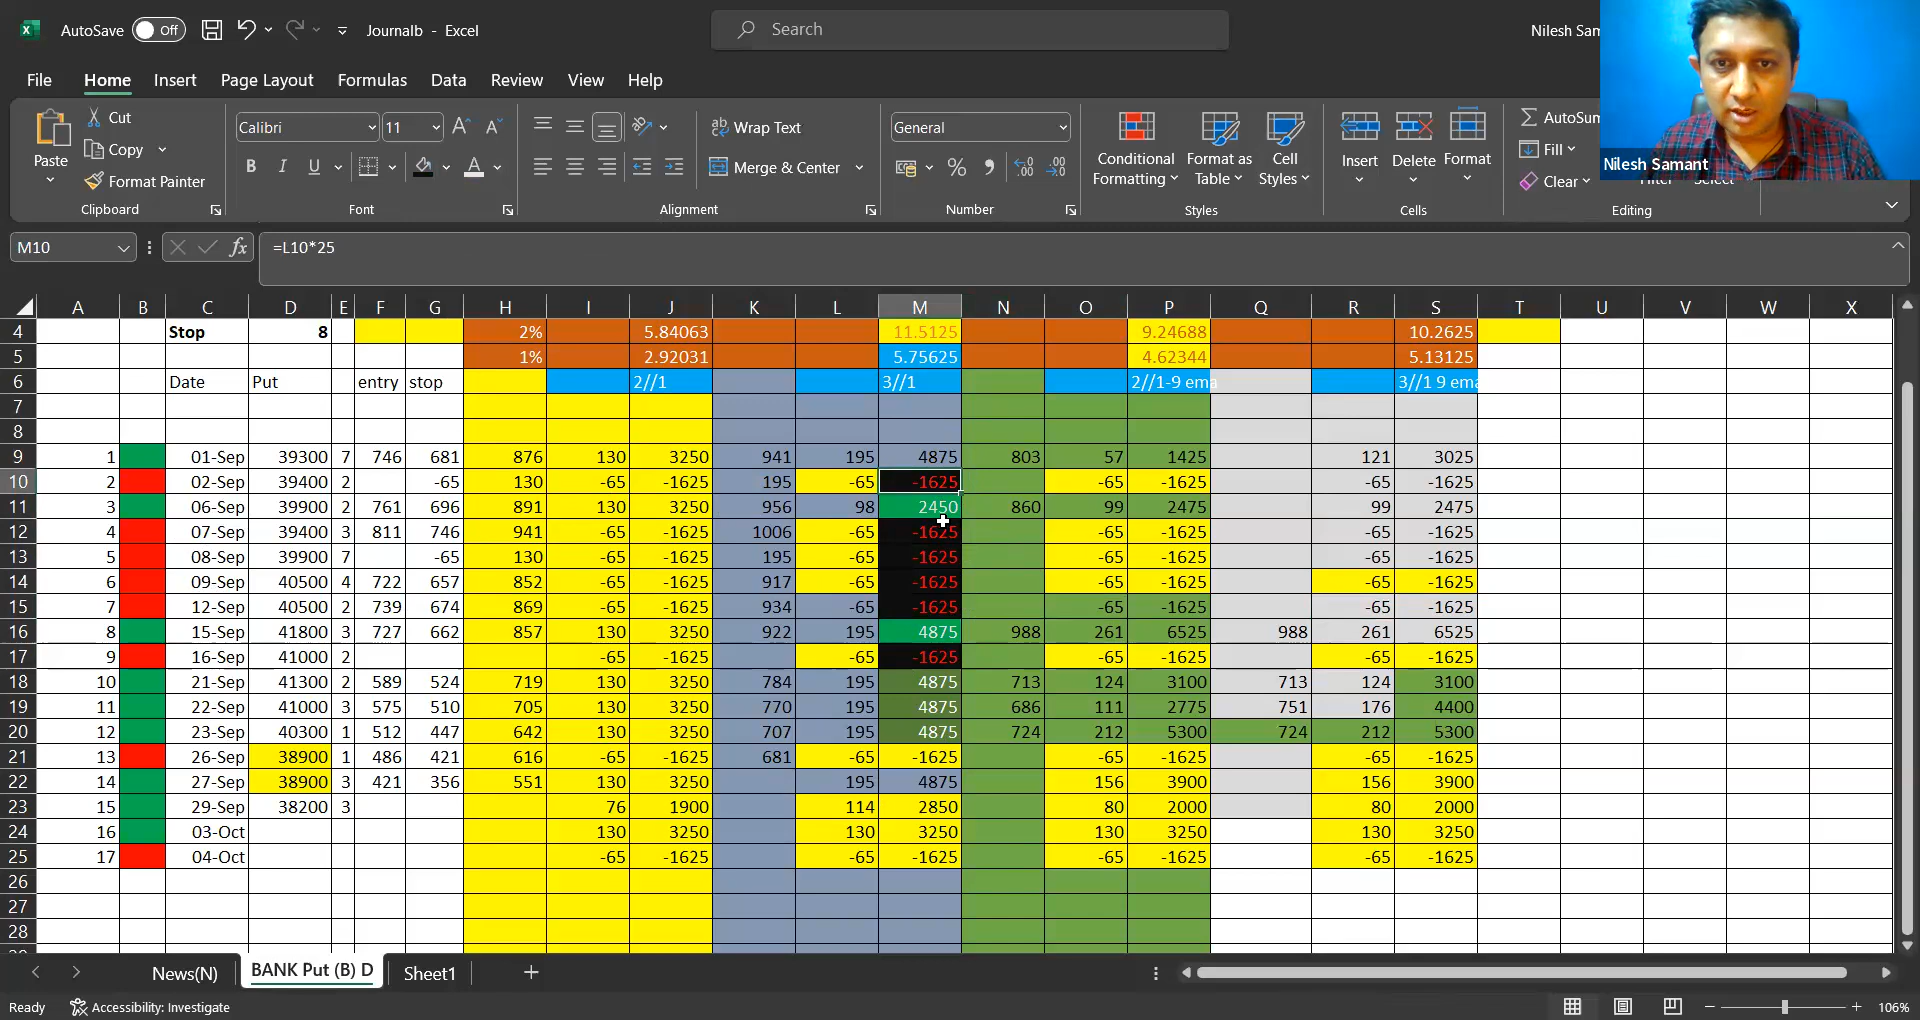 AutoSave Off Journalb - Excel Search Nilesh Sam
File Home Insert Page Layout Formulas Data Review View Help
Paste Cut Copy Format Painter Clipboard
Calibri 11 A A B I U A Font
ab Wrap Text Merge & Center Alignment
General % Number
Conditional Formatting Format as Table Cell Styles Styles
Insert Delete Format Cells
AutoSum Fill Clear Editing
Nilesh Samant
M10 fx =L10*25
A B C D E F G H I J K L M N O P Q R S T U V W X
4 Stop 8 2% 5.84063 11.5125 9.24688 10.2625
5 1% 2.92031 5.75625 4.62344 5.13125
6 Date Put entry stop 2//1 3//1 2//1-9 ema 3//1 9 ema
7
8
9 1 01-Sep 39300 7 746 681 876 130 3250 941 195 4875 803 57 1425 121 3025
10 2 02-Sep 39400 2 -65 130 -65 -1625 195 -65 -1625 -65 -1625 -65 -1625
11 3 06-Sep 39900 2 761 696 891 130 3250 956 98 2450 860 99 2475 99 2475
12 4 07-Sep 39400 3 811 746 941 -65 -1625 1006 -65 -1625 -65 -1625 -65 -1625
13 5 08-Sep 39900 7 -65 130 -65 -1625 195 -65 -1625 -65 -1625 -65 -1625
14 6 09-Sep 40500 4 722 657 852 -65 -1625 917 -65 -1625 -65 -1625 -65 -1625
15 7 12-Sep 40500 2 739 674 869 -65 -1625 934 -65 -1625 -65 -1625 -65 -1625
16 8 15-Sep 41800 3 727 662 857 130 3250 922 195 4875 988 261 6525 988 261 6525
17 9 16-Sep 41000 2 -65 -1625 -65 -1625 -65 -1625 -65 -1625
18 10 21-Sep 41300 2 589 524 719 130 3250 784 195 4875 713 124 3100 713 124 3100
19 11 22-Sep 41000 3 575 510 705 130 3250 770 195 4875 686 111 2775 751 176 4400
20 12 23-Sep 40300 1 512 447 642 130 3250 707 195 4875 724 212 5300 724 212 5300
21 13 26-Sep 38900 1 486 421 616 -65 -1625 681 -65 -1625 -65 -1625 -65 -1625
22 14 27-Sep 38900 3 421 356 551 130 3250 195 4875 156 3900 156 3900
23 15 29-Sep 38200 3 76 1900 114 2850 80 2000 80 2000
24 16 03-Oct 130 3250 130 3250 130 3250 130 3250
25 17 04-Oct -65 -1625 -65 -1625 -65 -1625 -65 -1625
26
27
28
News(N) BANK Put (B) D Sheet1
Ready Accessibility: Investigate 106%